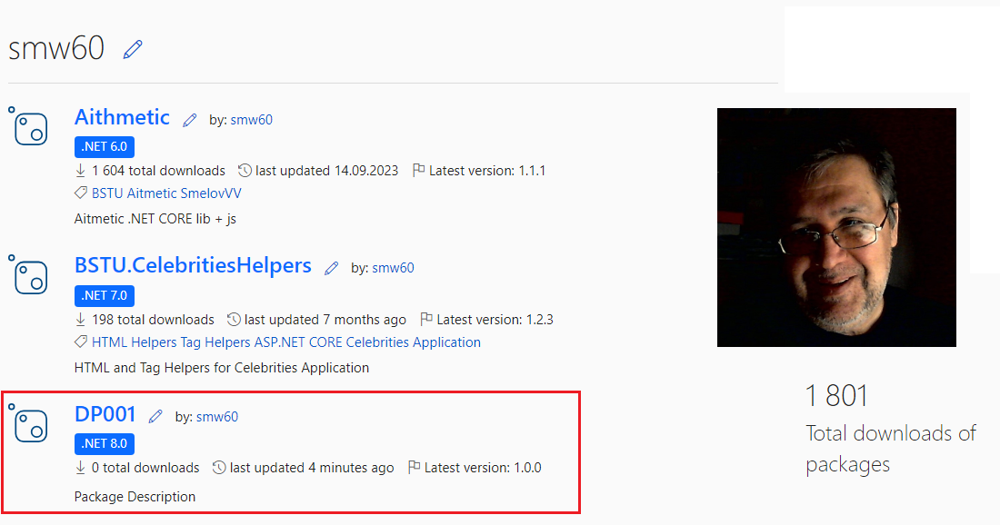 smw60
Aithmetic by: smw60
.NET 6.0
1 604 total downloads last updated 14.09.2023 Latest version: 1.1.1
BSTU Aitmetic SmelovVV
Aitmetic .NET CORE lib + js
BSTU.CelebritiesHelpers by: smw60
.NET 7.0
198 total downloads last updated 7 months ago Latest version: 1.2.3
HTML Helpers Tag Helpers ASP.NET CORE Celebrities Application
HTML and Tag Helpers for Celebrities Application
DP001 by: smw60
.NET 8.0
0 total downloads last updated 4 minutes ago Latest version: 1.0.0
Package Description
1 801
Total downloads of
packages